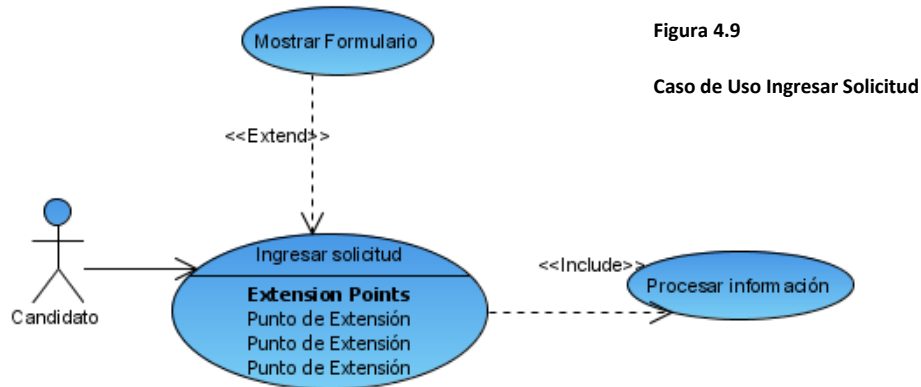 Mostrar Formulario
Figura 4.9
Caso de Uso Ingresar Solicitud
<<Extend>>
Ingresar solicitud
Extension Points
Punto de Extensión
Punto de Extensión
Punto de Extensión
<<Include>>
Procesar información
Candidato